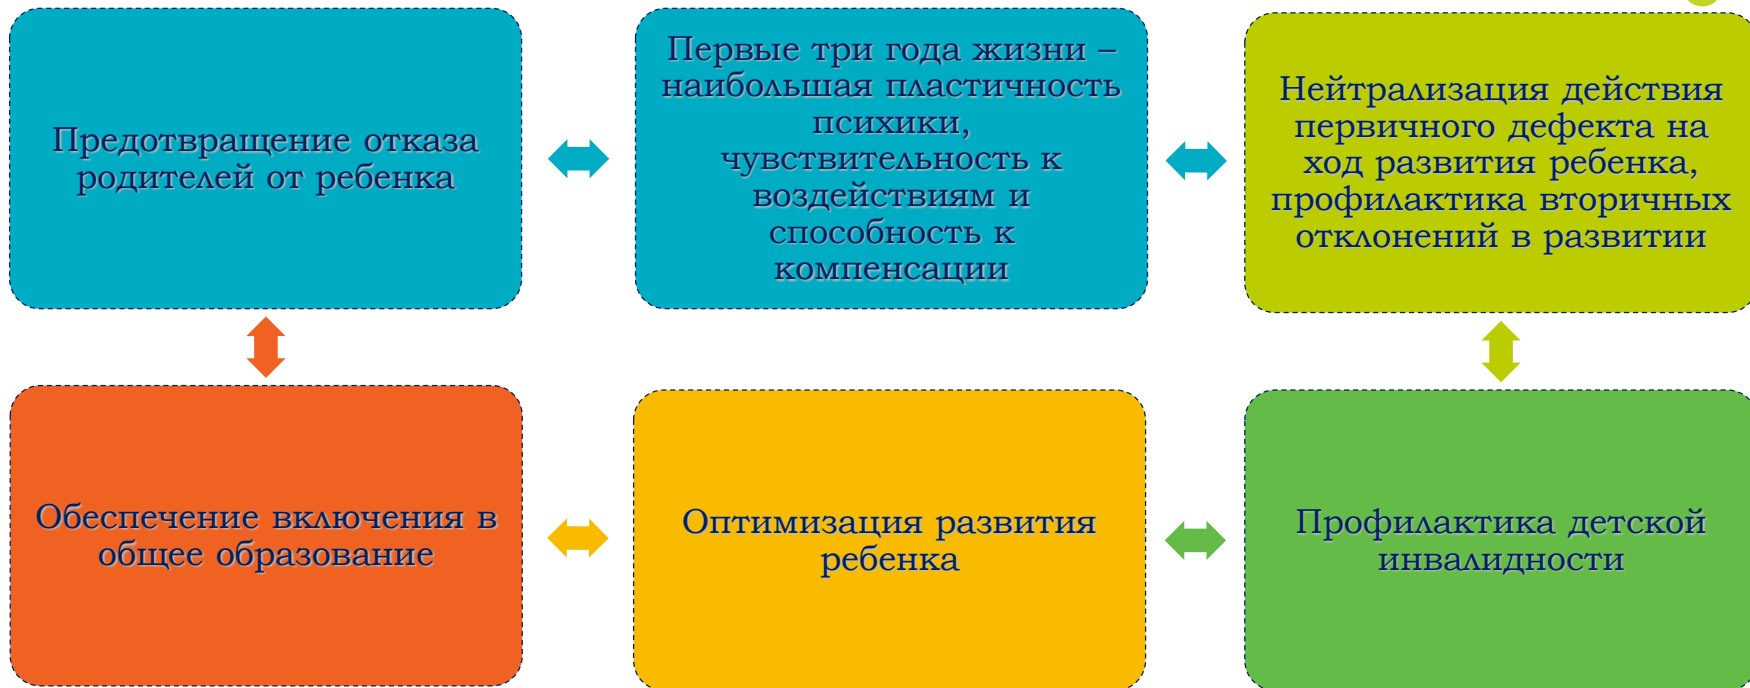 Предотвращение отказа
родителей от ребенка
Первые три года жизни –
наибольшая пластичность
психики,
чувствительность к
воздействиям и
способность к
компенсации
Нейтрализация действия
первичного дефекта на
ход развития ребенка,
профилактика вторичных
отклонений в развитии
Обеспечение включения в
общее образование
Оптимизация развития
ребенка
Профилактика детской
инвалидности